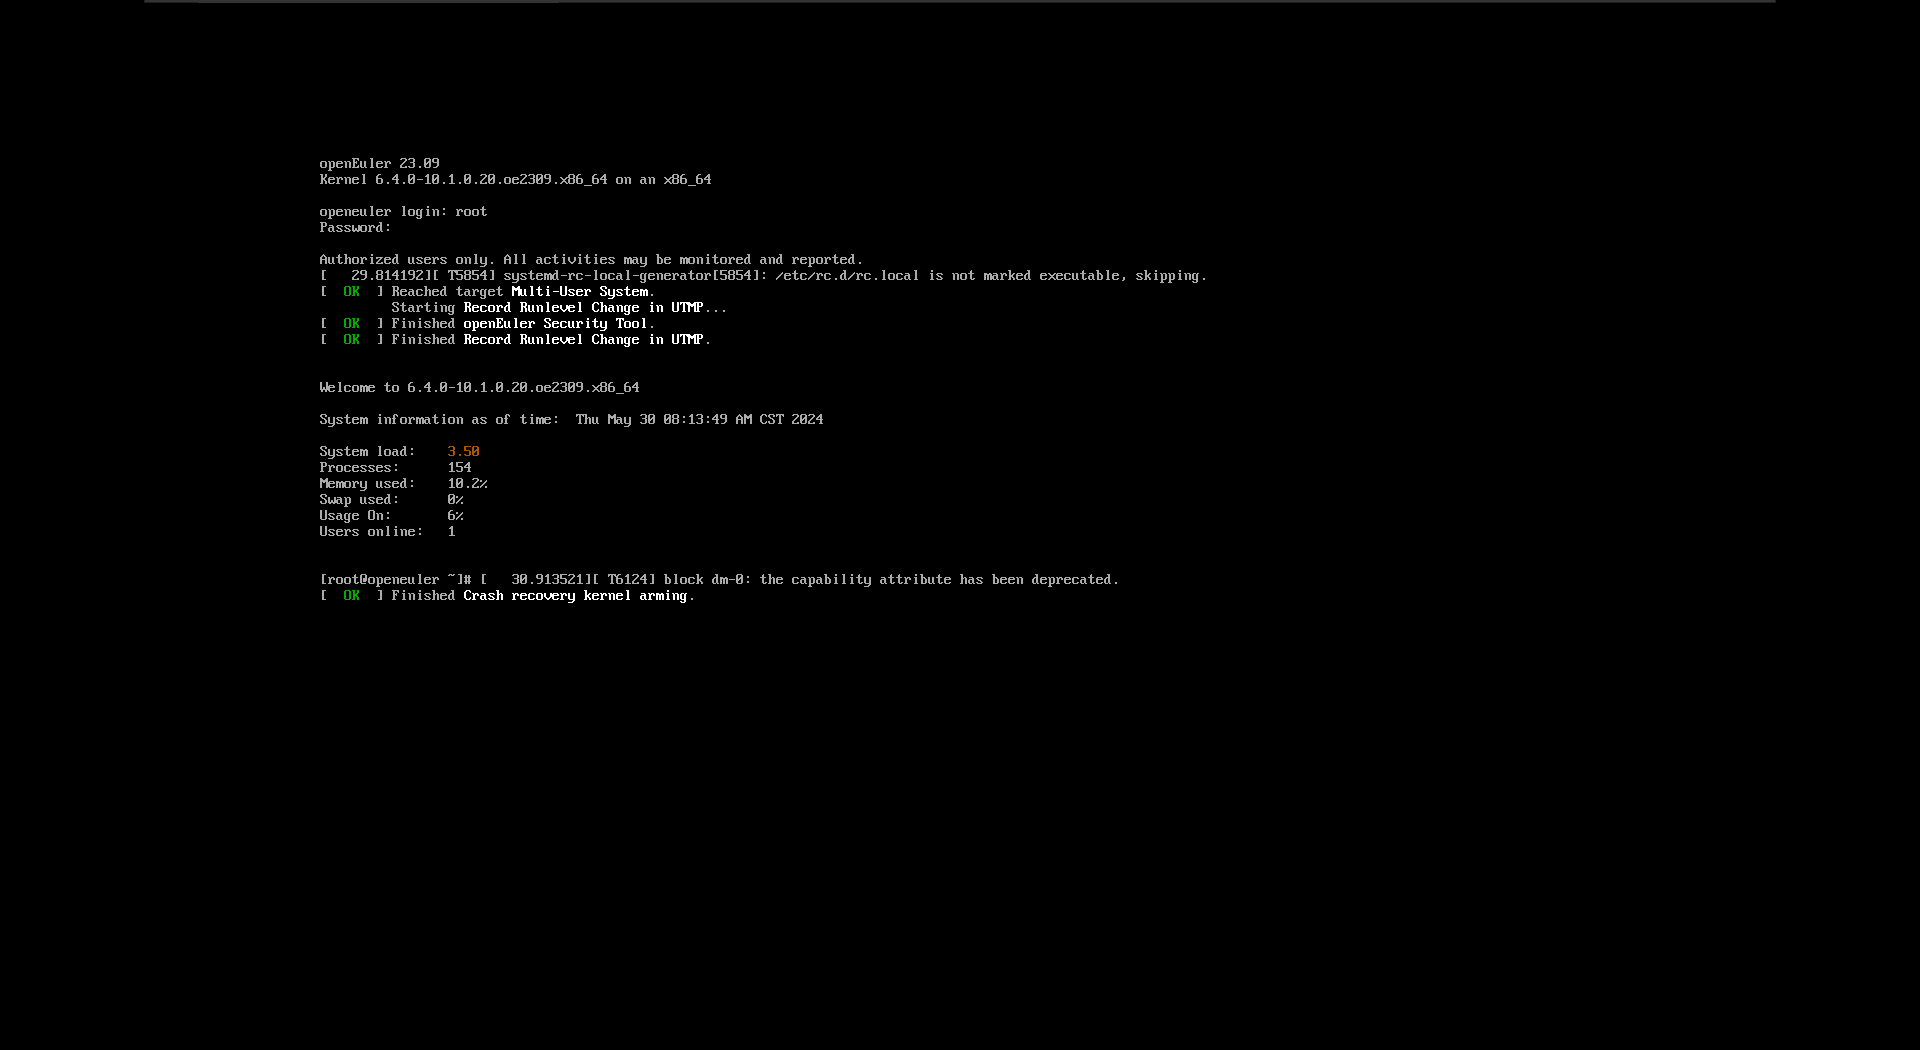 openEuler 23.09
Kernel 6.4.0-10.1.0.20.oe2309.x86_64 on an x86_64
openeuler login: root
Password:
Authorized users only. All activities may be monitored and reported.
[   29.814192][ T5854] systemd-rc-local-generator[5854]: /etc/rc.d/rc.local is not marked executable, skipping.
[  OK  ] Reached target Multi-User System.
         Starting Record Runlevel Change in UTMP...
[  OK  ] Finished openEuler Security Tool.
[  OK  ] Finished Record Runlevel Change in UTMP.
Welcome to 6.4.0-10.1.0.20.oe2309.x86_64
System information as of time:  Thu May 30 08:13:49 AM CST 2024
System load:    3.50
Processes:      154
Memory used:    10.2%
Swap used:      0%
Usage On:       6%
Users online:   1
[root@openeuler ~]# [   30.913521][ T6124] block dm-0: the capability attribute has been deprecated.
[  OK  ] Finished Crash recovery kernel arming.